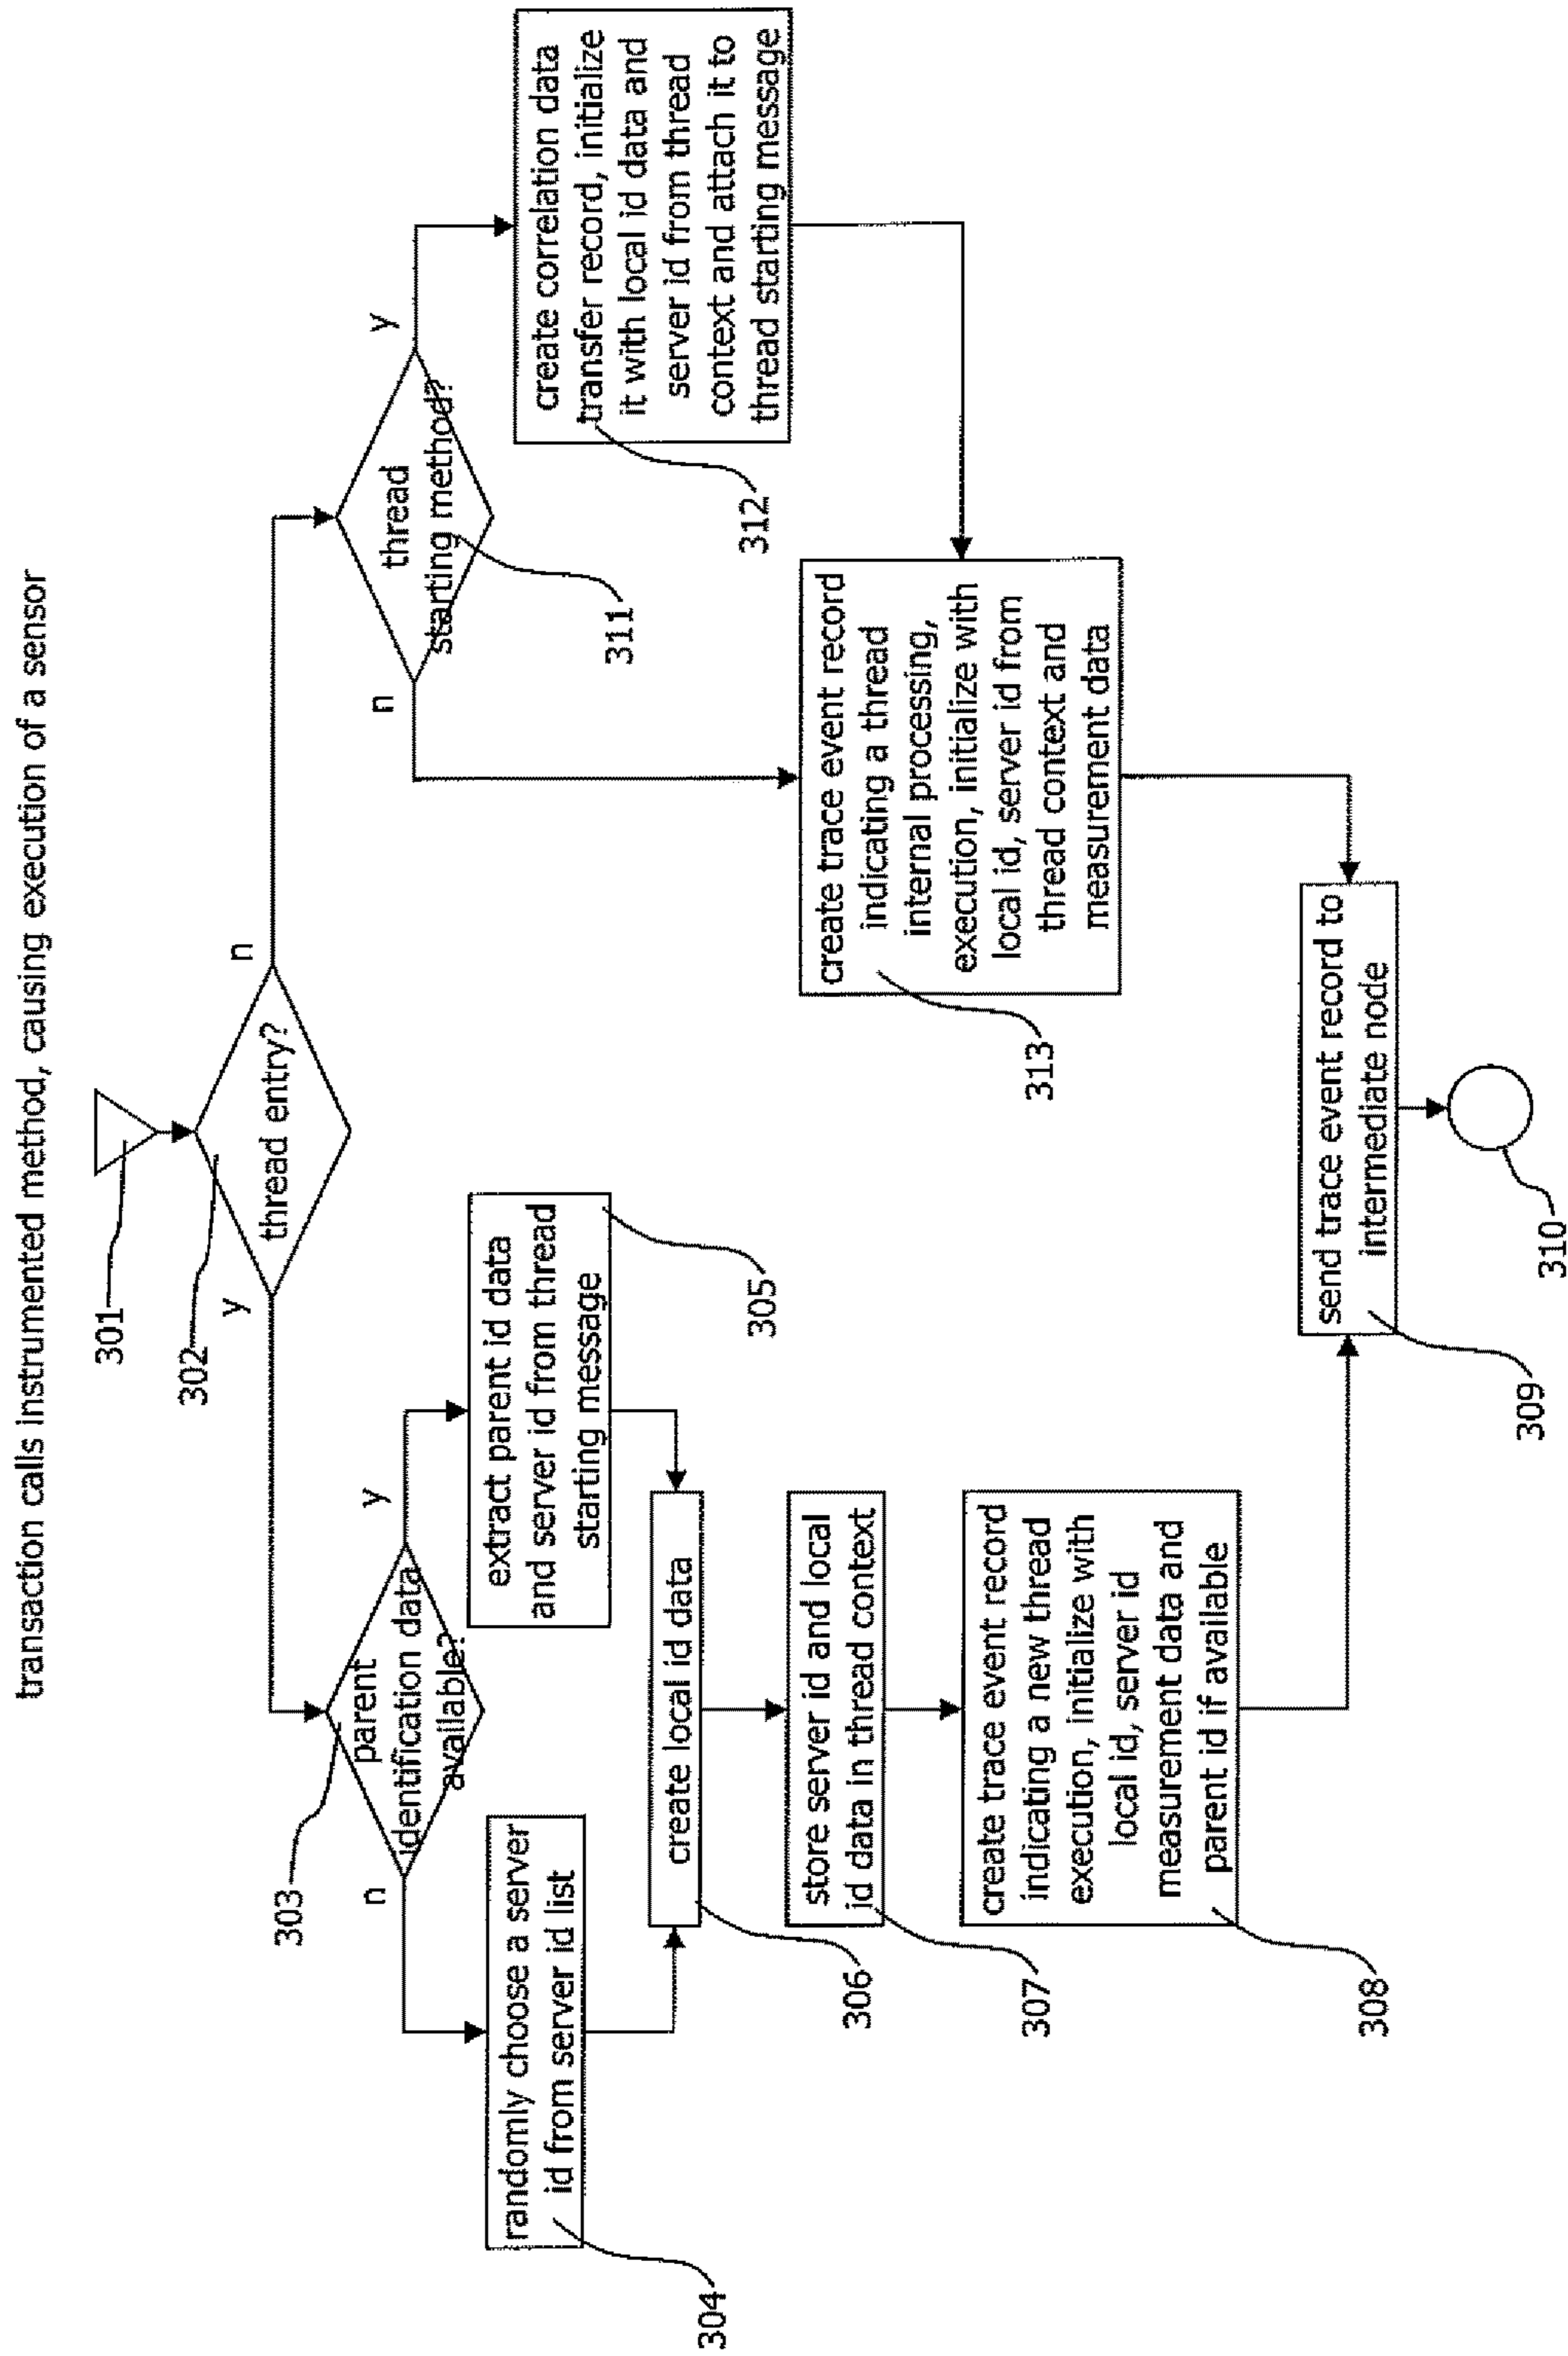 transaction calls instrumented method, causing execution of a sensor
301
302
thread entry?
y
n
303
parent
identification data
available?
n
y
304
randomly choose a server
id from server id list
extract parent id data
and server id from thread
starting message
305
create local id data
306
store server id and local
id data in thread context
307
create trace event record
indicating a new thread
execution, initialize with
local id, server id
measurement data and
parent id if available
308
thread
starting method?
311
n
y
create correlation data
transfer record, initialize
it with local id data and
server id from thread
context and attach it to
thread starting message
312
create trace event record
indicating a thread
internal processing,
execution, initialize with
local id, server id from
thread context and
measurement data
313
send trace event record to
intermediate node
309
310